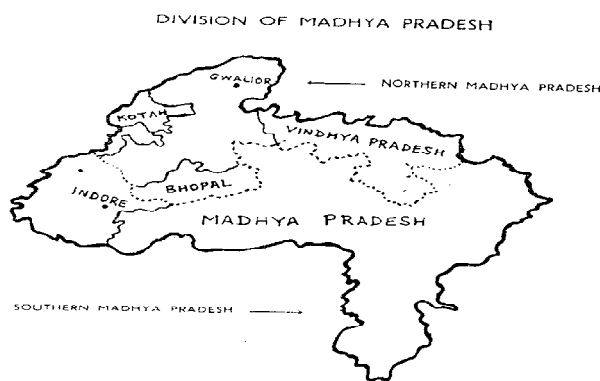 DIVISION OF MADHYA PRADESH
GWALIOR
NORTHERN MADHYA PRADESH
KOTAH
VINDHYA PRADESH
BHOPAL
INDORE
MADHYA PRADESH
SOUTHERN MADHYA PRADESH